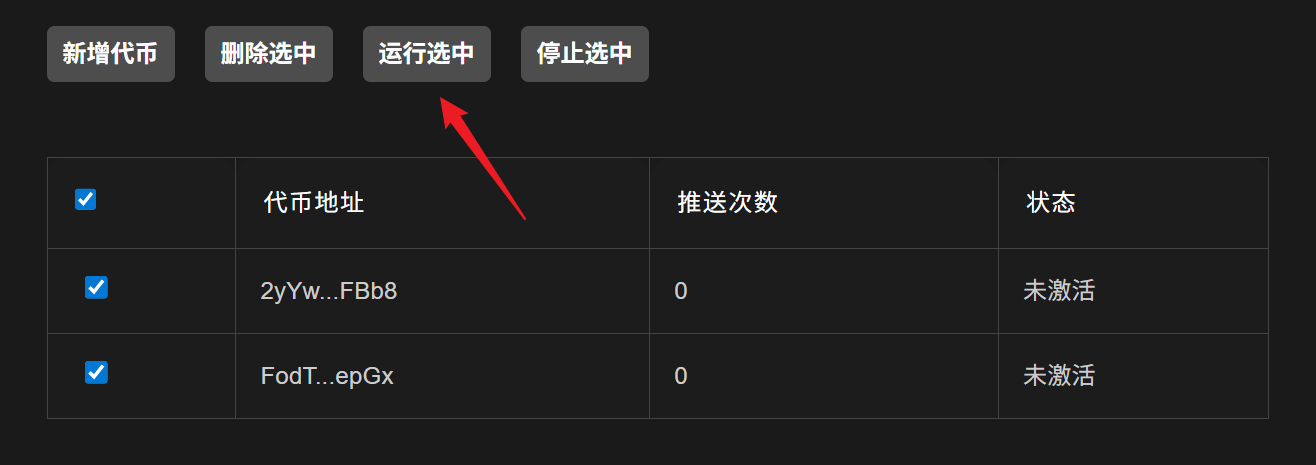 新增代币 删除选中 运行选中 停止选中
代币地址 推送次数 状态
2yYw...FBb8 0 未激活
FodT...epGx 0 未激活